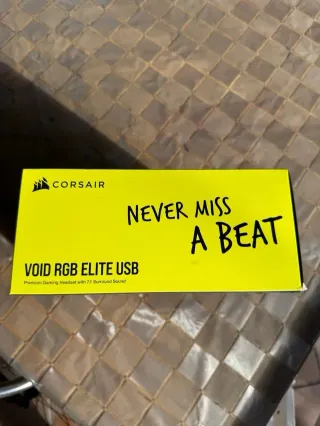 CORSAIR
NEVER MISS
A BEAT
VOID RGB ELITE USB
Premium Gaming Headset with 7.1 Surround Sound